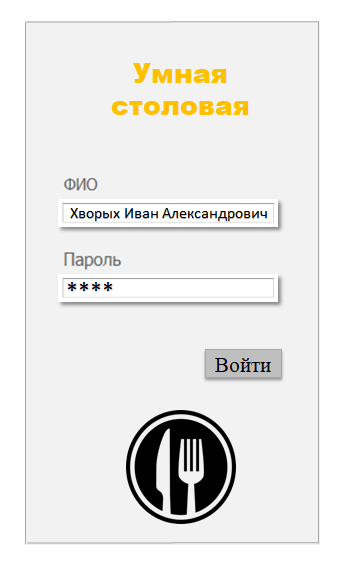 Умная
столовая
ФИО
Хворых Иван Александрович
Пароль
****
Войти